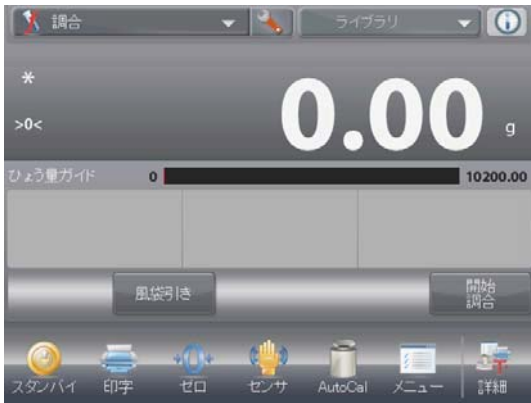 調合 ライブラリ
*
>0<
0.00 g
ひょう量ガイド 0 10200.00
風袋引き 開始
調合
スタンバイ 印字 ゼロ センサ AutoCal メニュー 詳細